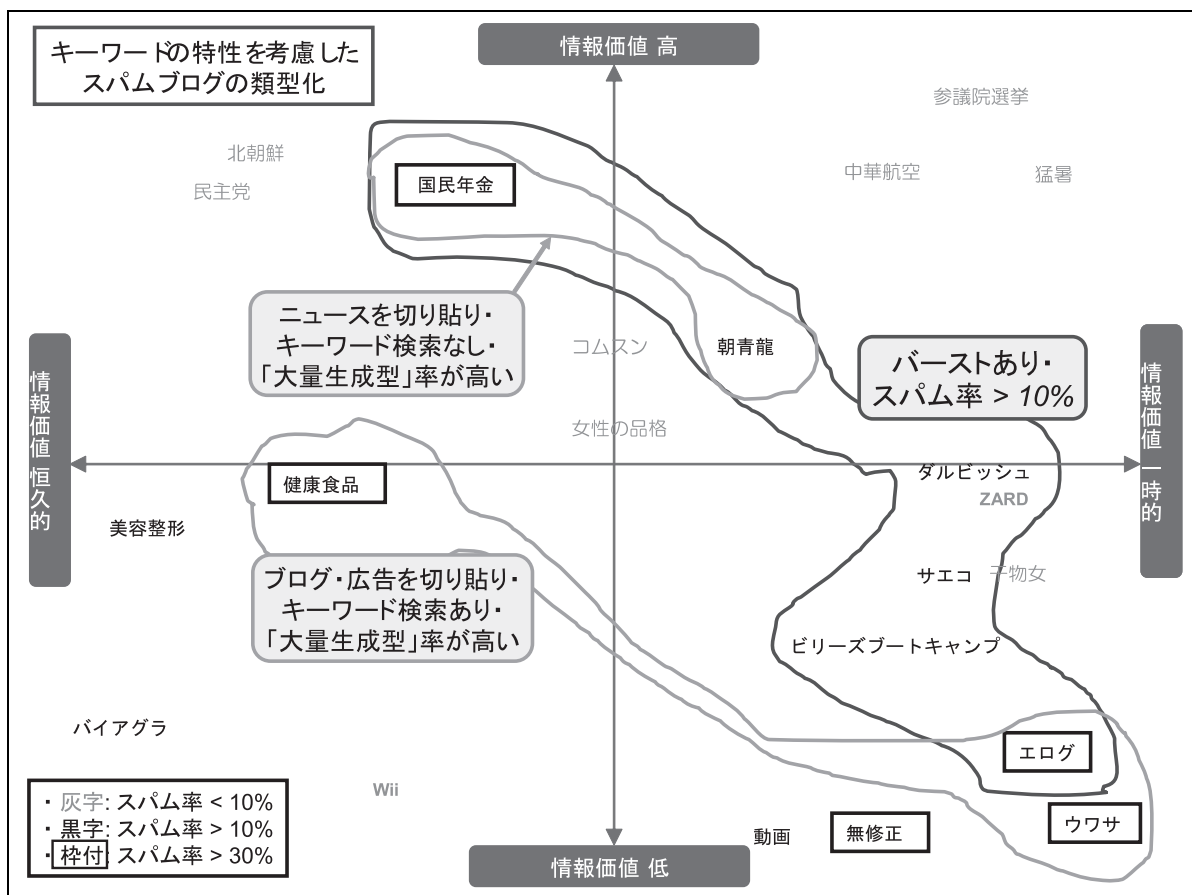 キーワードの特性を考慮した
スパムブログの類型化
情報価値 高
参議院選挙
北朝鮮
中華航空
猛暑
民主党
国民年金
ニュースを切り貼り・
キーワード検索なし・
「大量生成型」率が高い
コムスン
朝青龍
バーストあり・
スパム率 > 10%
情報価値 恒久的
情報価値 一時的
女性の品格
健康食品
ダルビッシュ
ZARD
美容整形
ブログ・広告を切り貼り・
キーワード検索あり・
「大量生成型」率が高い
サエコ
干物女
ビリーズブートキャンプ
バイアグラ
エログ
Wii
ウワサ
動画
無修正
・灰字: スパム率 < 10%
・黒字: スパム率 > 10%
・枠付: スパム率 > 30%
情報価値 低